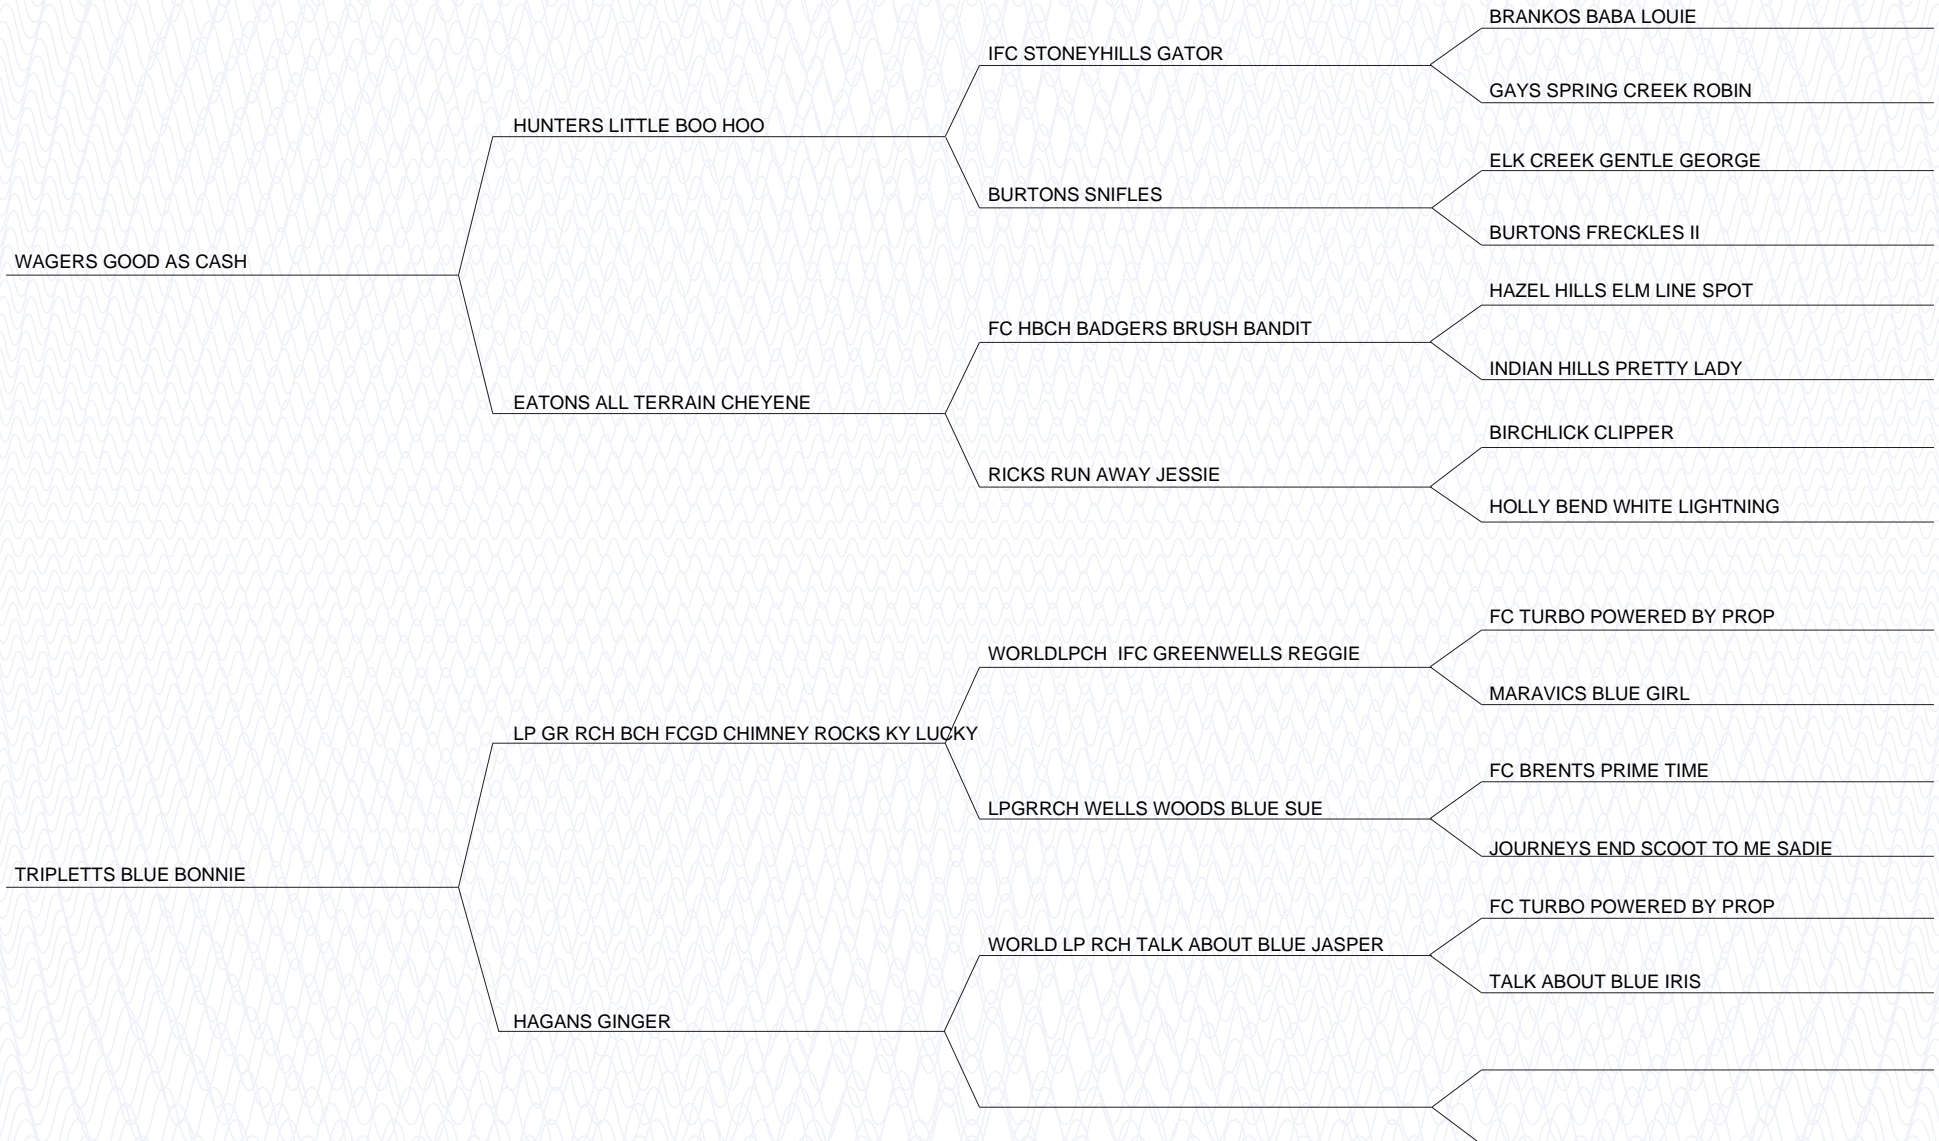 BRANKOS BABA LOUIE
IFC STONEYHILLS GATOR
GAYS SPRING CREEK ROBIN
HUNTERS LITTLE BOO HOO
ELK CREEK GENTLE GEORGE
BURTONS SNIFLES
BURTONS FRECKLES II
WAGERS GOOD AS CASH
HAZEL HILLS ELM LINE SPOT
FC HBCH BADGERS BRUSH BANDIT
INDIAN HILLS PRETTY LADY
EATONS ALL TERRAIN CHEYENE
BIRCHLICK CLIPPER
RICKS RUN AWAY JESSIE
HOLLY BEND WHITE LIGHTNING
FC TURBO POWERED BY PROP
WORLDLPCH  IFC GREENWELLS REGGIE
MARAVICS BLUE GIRL
LP GR RCH BCH FCGD CHIMNEY ROCKS KY LUCKY
FC BRENTS PRIME TIME
LPGRRCH WELLS WOODS BLUE SUE
JOURNEYS END SCOOT TO ME SADIE
TRIPLETTS BLUE BONNIE
FC TURBO POWERED BY PROP
WORLD LP RCH TALK ABOUT BLUE JASPER
TALK ABOUT BLUE IRIS
HAGANS GINGER